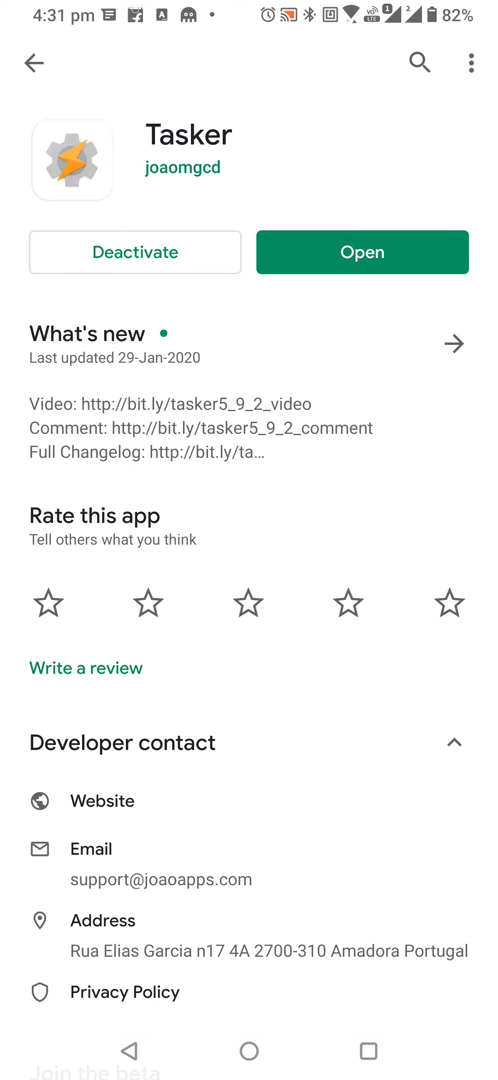 4:31 pm
82%
Tasker
joaomgcd
Deactivate
Open
What's new
Last updated 29-Jan-2020
Video: http://bit.ly/tasker5_9_2_video
Comment: http://bit.ly/tasker5_9_2_comment
Full Changelog: http://bit.ly/ta…
Rate this app
Tell others what you think
Write a review
Developer contact
Website
Email
support@joaoapps.com
Address
Rua Elias Garcia n17 4A 2700-310 Amadora Portugal
Privacy Policy
Join the beta